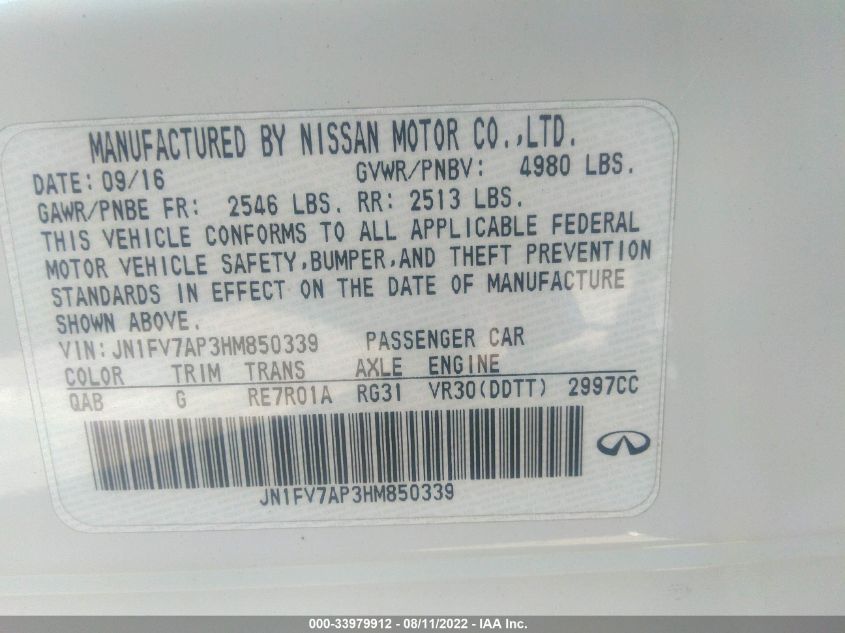 MANUFACTURED BY NISSAN MOTOR CO.,LTD.
DATE: 09/16 GVWR/PNBV: 4980 LBS.
GAWR/PNBE FR: 2546 LBS. RR: 2513 LBS.
THIS VEHICLE CONFORMS TO ALL APPLICABLE FEDERAL
MOTOR VEHICLE SAFETY,BUMPER,AND THEFT PREVENTION
STANDARDS IN EFFECT ON THE DATE OF MANUFACTURE
SHOWN ABOVE.
VIN: JN1FV7AP3HM850339 PASSENGER CAR
COLOR TRIM TRANS AXLE ENGINE
QAB G RE7R01A RG31 VR30(DDTT) 2997CC
JN1FV7AP3HM850339
000-33979912 - 08/11/2022 - IAA Inc.